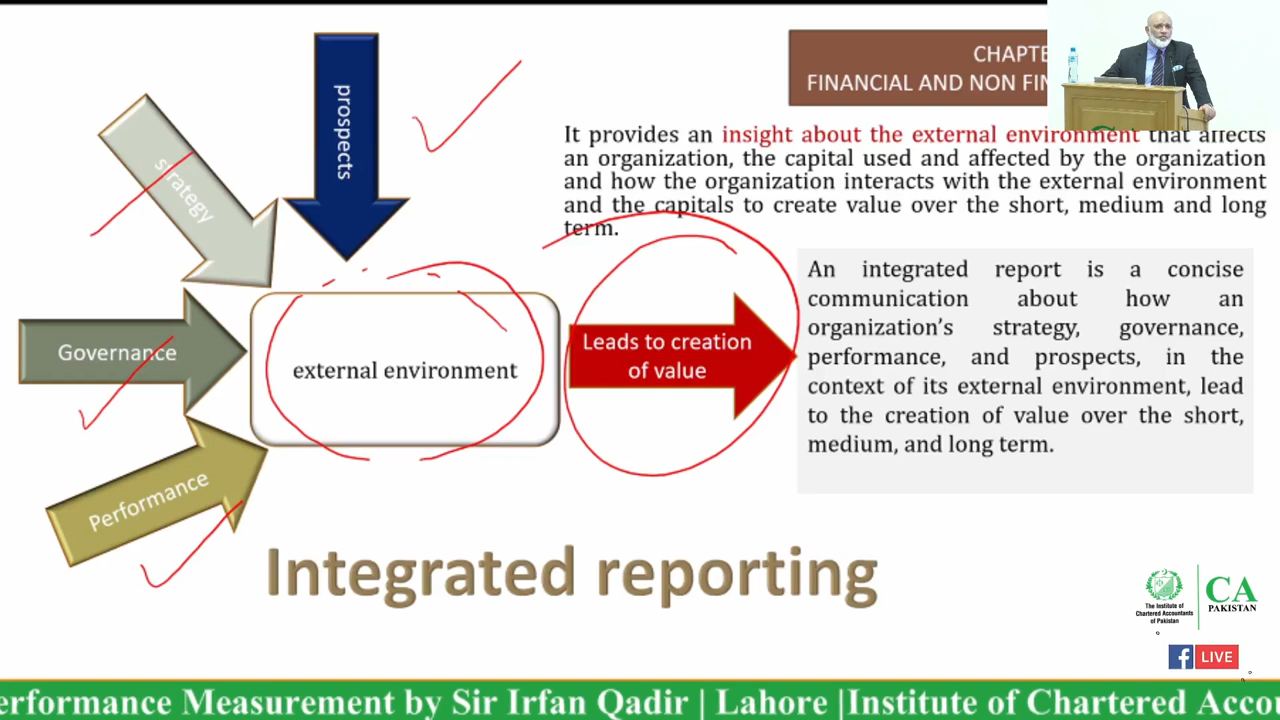 CHAPTE
FINANCIAL AND NON FIN
It provides an insight about the external environment that affects
an organization, the capital used and affected by the organization
and how the organization interacts with the external environment
and the capitals to create value over the short, medium and long
term.
prospects
strategy
Governance
Performance
external environment
Leads to creation
of value
An integrated report is a concise
communication about how an
organization's strategy, governance,
performance, and prospects, in the
context of its external environment, lead
to the creation of value over the short,
medium, and long term.
Integrated reporting
The Institute of
Chartered Accountants
of Pakistan
CA
PAKISTAN
f LIVE
erformance Measurement by Sir Irfan Qadir | Lahore |Institute of Chartered Accou